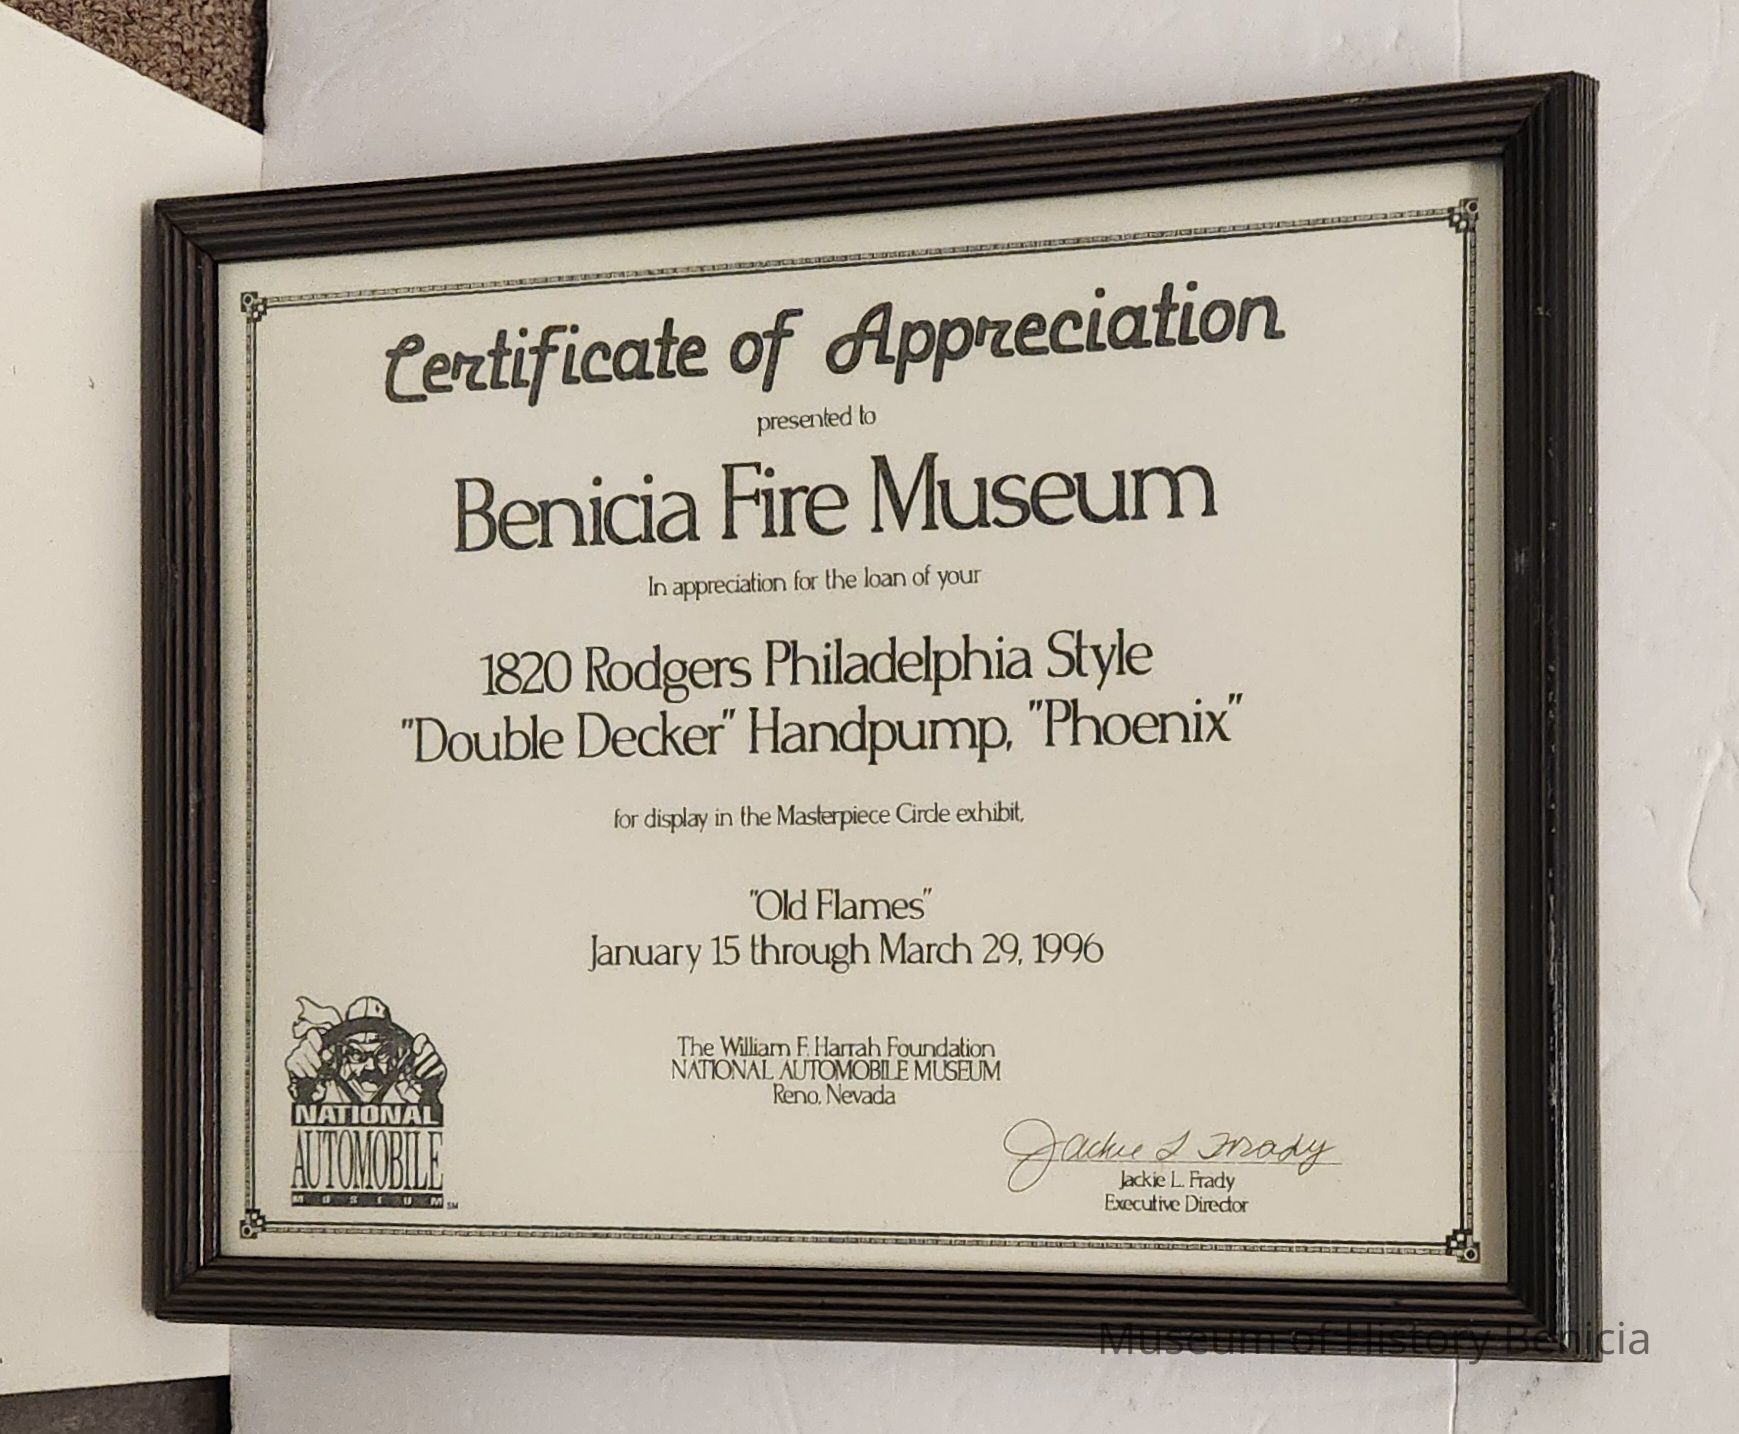 Certificate of Appreciation
presented to
Benicia Fire Museum
In appreciation for the loan of your
1820 Rodgers Philadelphia Style
"Double Decker" Handpump, "Phoenix"
for display in the Masterpiece Circle exhibit,
"Old Flames"
January 15 through March 29, 1996
The William F. Harrah Foundation
NATIONAL AUTOMOBILE MUSEUM
Reno, Nevada
NATIONAL
AUTOMOBILE
MUSEUM SM
Jackie L Frady
Jackie L. Frady
Executive Director
Museum of History Benicia